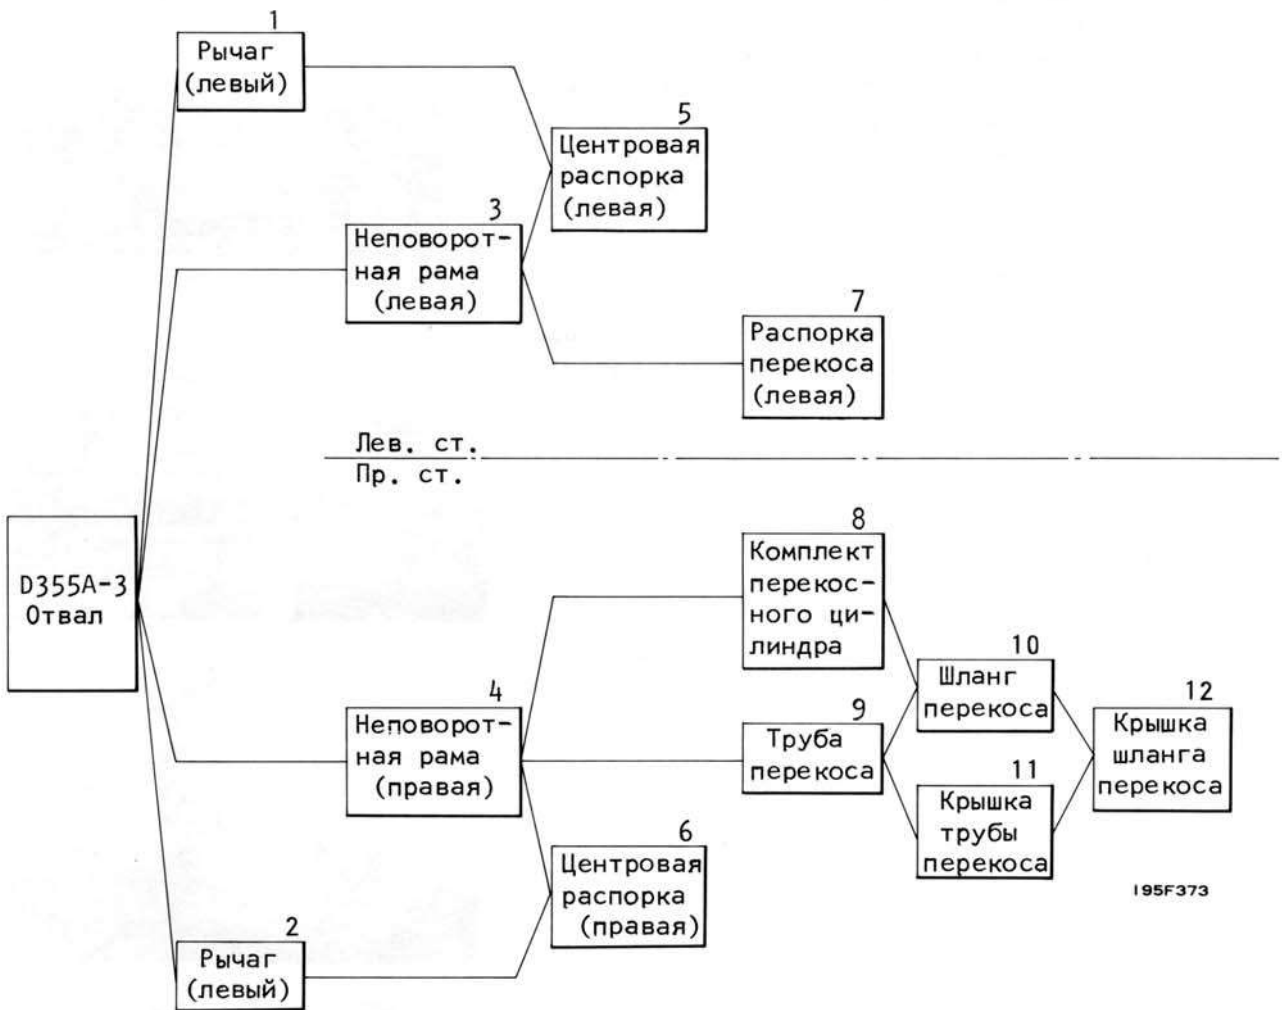 1
Рычаг
(левый)
5
Центровая
распорка
(левая)
3
Неповорот-
ная рама
(левая)
7
Распорка
перекоса
(левая)
Лев. ст.
Пр. ст.
D355A-3
Отвал
8
Комплект
перекос-
ного ци-
линдра
10
Шланг
перекоса
4
Неповорот-
ная рама
(правая)
9
Труба
перекоса
12
Крышка
шланга
перекоса
11
Крышка
трубы
перекоса
6
Центровая
распорка
(правая)
195F373
2
Рычаг
(левый)